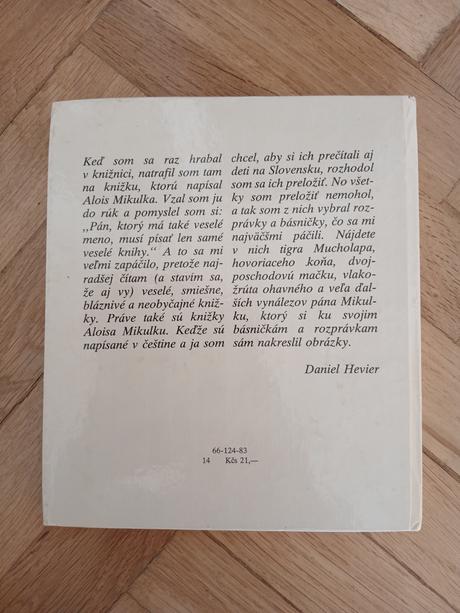 Keď som sa raz hrabal
v knižnici, natrafil som tam
na knižku, ktorú napísal
Alois Mikulka. Vzal som ju
do rúk a pomyslel som si:
„Pán, ktorý má také veselé
meno, musí písať len samé
veselé knihy.“ A to sa mi
veľmi zapáčilo, pretože naj-
radšej čítam (a stavím sa,
že aj vy) veselé, smiešne,
bláznivé a neobyčajné kniž-
ky. Práve také sú knižky
Aloisa Mikulku. Keďže sú
napísané v češtine a ja som
chcel, aby si ich prečítali aj
deti na Slovensku, rozhodol
som sa ich preložiť. No všet-
ky som preložiť nemohol,
a tak som z nich vybral roz-
právky a básničky, čo sa mi
najväčšmi páčili. Nájdete
v nich tigra Mucholapa,
hovoriaceho koňa, dvoj-
poschodovú mačku, vlako-
žrúta ohavného a veľa ďal-
ších vynálezov pána Mikul-
ku, ktorý si ku svojim
básničkám a rozprávkam
sám nakreslil obrázky.
Daniel Hevier
66-124-83
14 Kčs 21,—